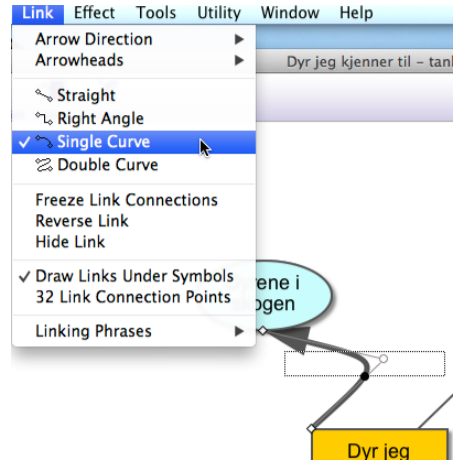 Link Effect Tools Utility Window Help
Dyr jeg kjenner til – tank
Arrow Direction
Arrowheads
Straight
Right Angle
Single Curve
Double Curve
Freeze Link Connections
Reverse Link
Hide Link
Draw Links Under Symbols
32 Link Connection Points
Linking Phrases
ene i
ogen
Dyr jeg